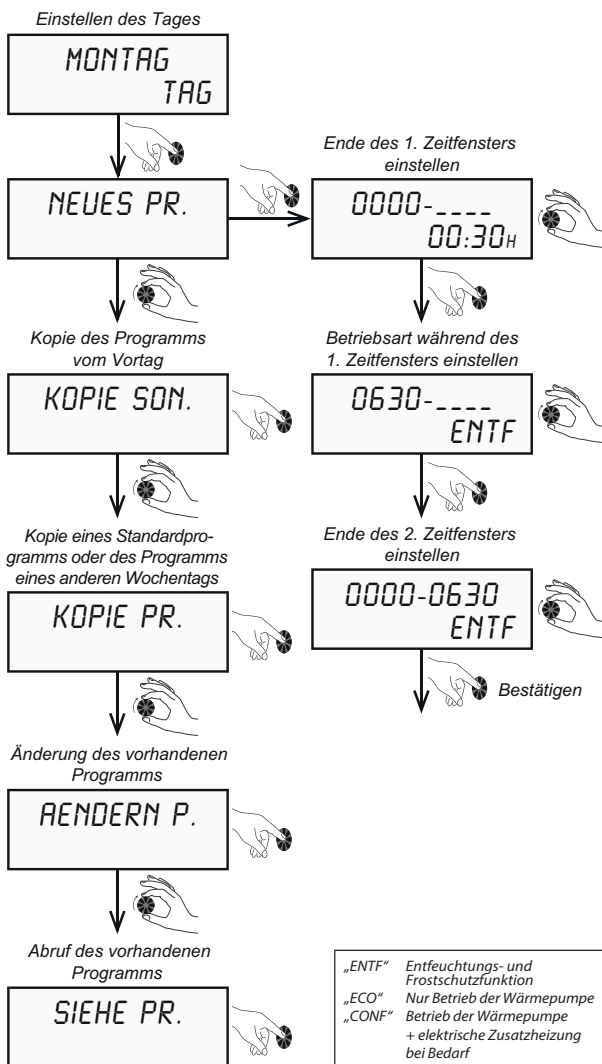 Einstellen des Tages
MONTAG
TAG
NEUES PR.
Kopie des Programms
vom Vortag
KOPIE SON.
Kopie eines Standardpro-
gramms oder des Programms
eines anderen Wochentags
KOPIE PR.
Änderung des vorhandenen
Programms
AENDERN P.
Abruf des vorhandenen
Programms
SIEHE PR.
Ende des 1. Zeitfensters
einstellen
0000-_ _ _ _
00:30H
Betriebsart während des
1. Zeitfensters einstellen
0630-_ _ _ _
ENTF
Ende des 2. Zeitfensters
einstellen
0000-0630
ENTF
Bestätigen
„ENTF“ Entfeuchtungs- und
Frostschutzfunktion
„ECO“ Nur Betrieb der Wärmepumpe
„CONF“ Betrieb der Wärmepumpe
+ elektrische Zusatzheizung
bei Bedarf